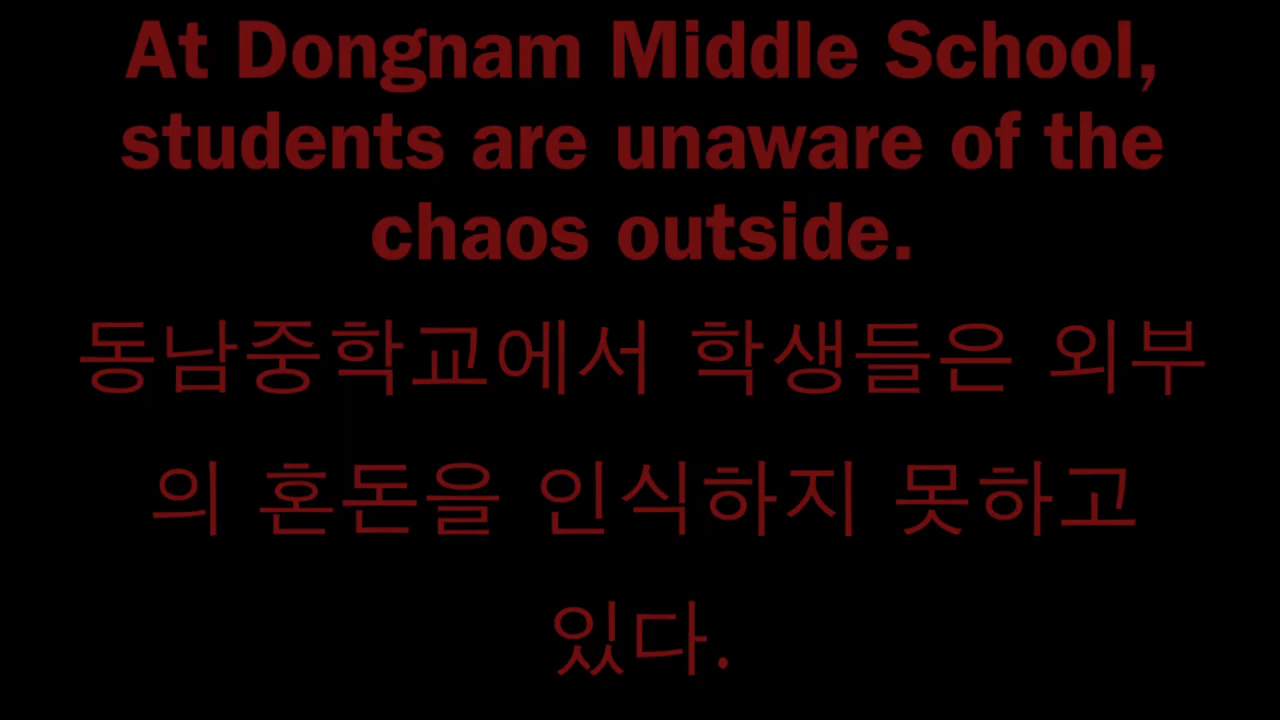 At Dongnam Middle School,
students are unaware of the
chaos outside.
동남중학교에서 학생들은 외부
의 혼돈을 인식하지 못하고
있다.